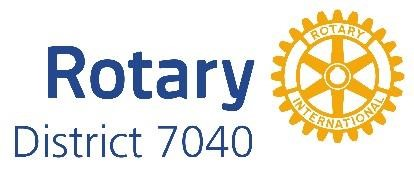 Rotary
District 7040
ROTARY
INTERNATIONAL